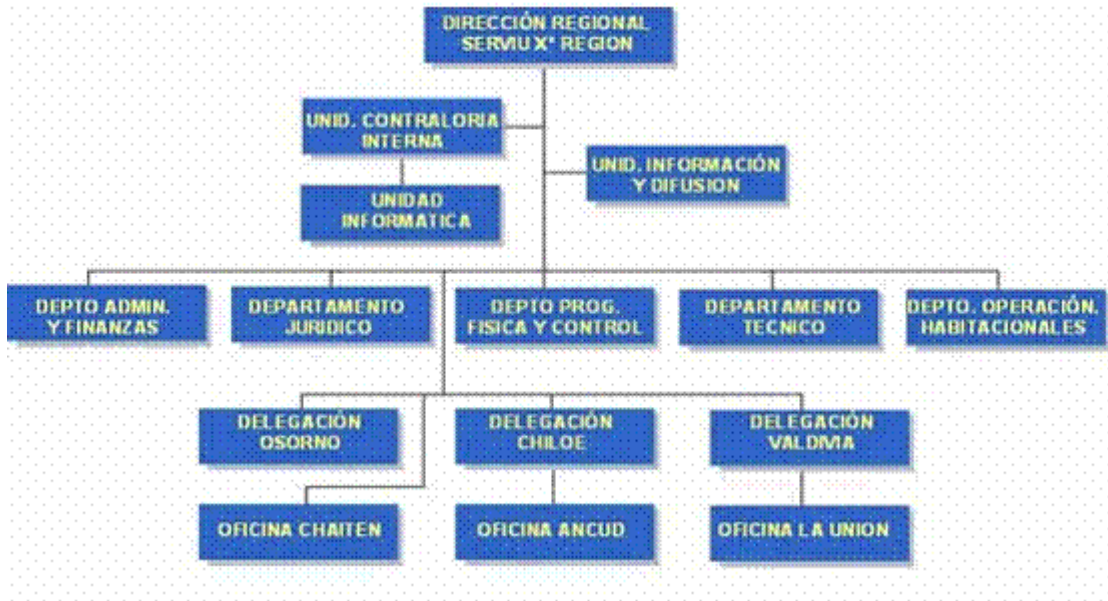 DIRECCIÓN REGIONAL
SERVIU X° REGION
UNID. CONTRALORIA
INTERNA
UNID. INFORMACIÓN
Y DIFUSION
UNIDAD
INFORMATICA
DEPTO ADMIN.
Y FINANZAS
DEPARTAMENTO
JURIDICO
DEPTO PROG.
FISICA Y CONTROL
DEPARTAMENTO
TECNICO
DEPTO. OPERACIÓN.
HABITACIONALES
DELEGACIÓN
OSORNO
DELEGACIÓN
CHILOE
DELEGACIÓN
VALDIVIA
OFICINA CHAITEN
OFICINA ANCUD
OFICINA LA UNION